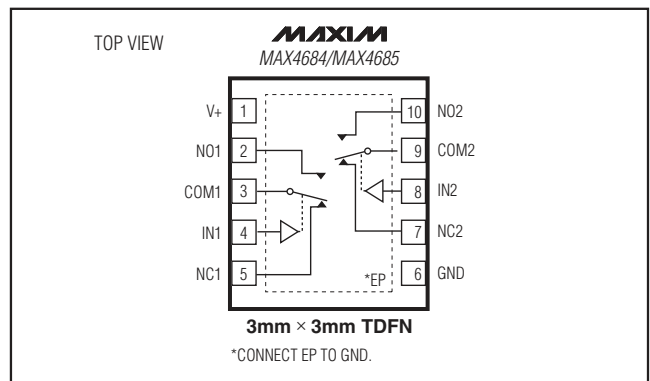 TOP VIEW
MAXIM
MAX4684/MAX4685
V+ 1
NO1 2
COM1 3
IN1 4
NC1 5
10 NO2
9 COM2
8 IN2
7 NC2
6 GND
*EP
3mm × 3mm TDFN
*CONNECT EP TO GND.